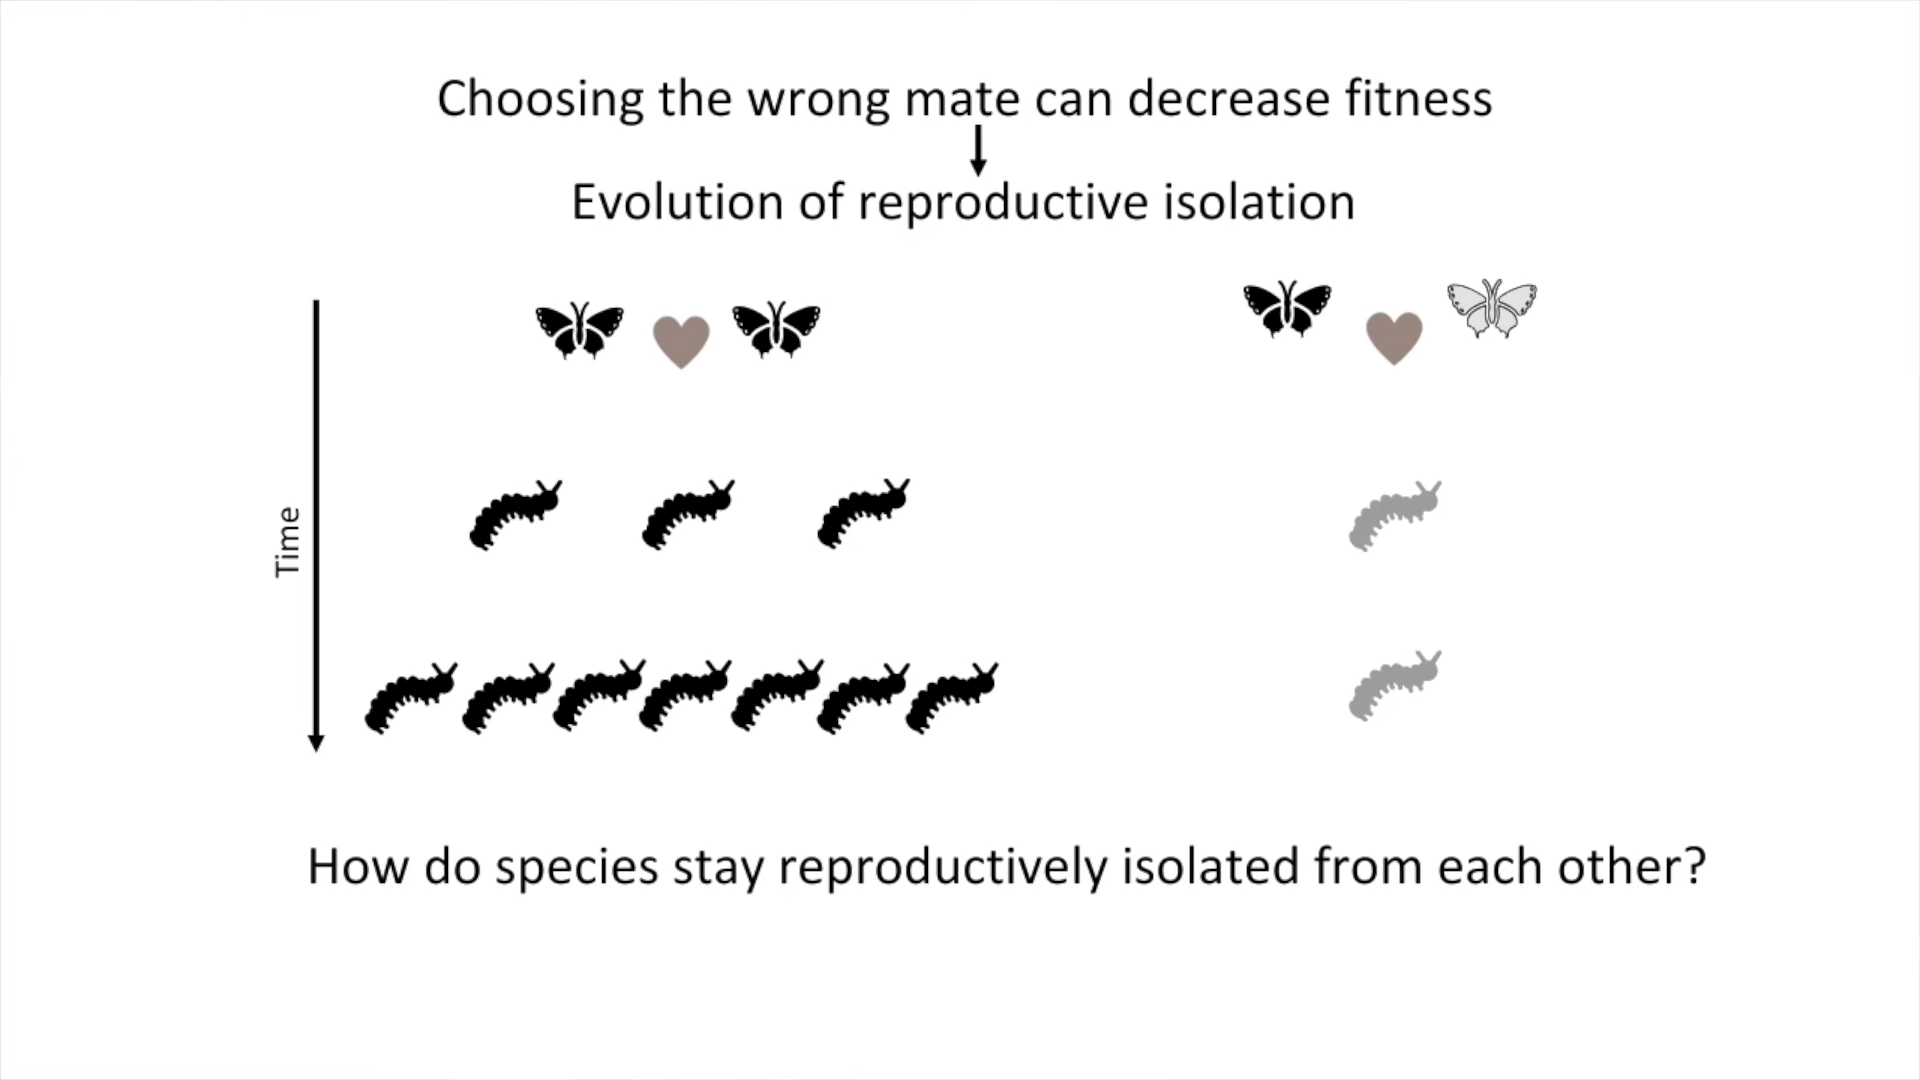 Choosing the wrong mate can decrease fitness
Evolution of reproductive isolation
Time
How do species stay reproductively isolated from each other?